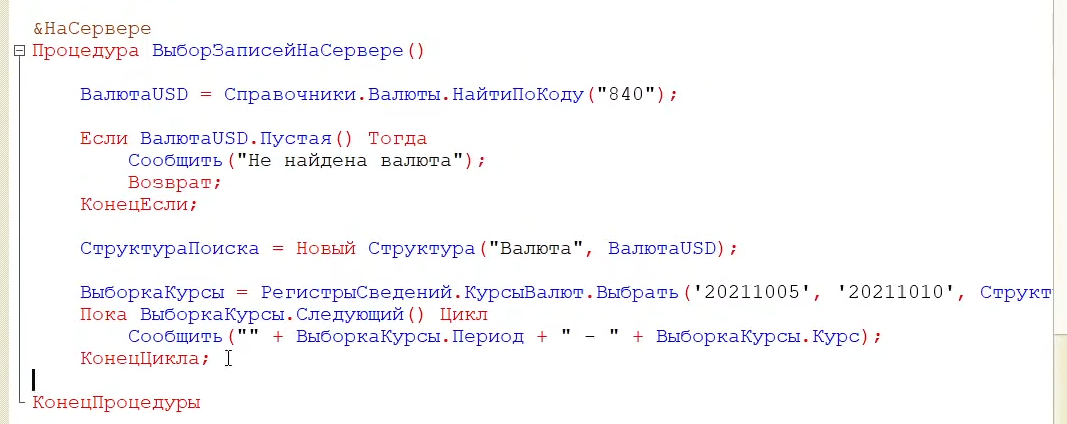 &НаСервере
Процедура ВыборЗаписейНаСервере()
ВалютаUSD = Справочники.Валюты.НайтиПоКоду("840");
Если ВалютаUSD.Пустая() Тогда
Сообщить("Не найдена валюта");
Возврат;
КонецЕсли;
СтруктураПоиска = Новый Структура("Валюта", ВалютаUSD);
ВыборкаКурсы = РегистрыСведений.КурсыВалют.Выбрать('20211005', '20211010', Структ
Пока ВыборкаКурсы.Следующий() Цикл
Сообщить("" + ВыборкаКурсы.Период + " - " + ВыборкаКурсы.Курс);
КонецЦикла;
КонецПроцедуры